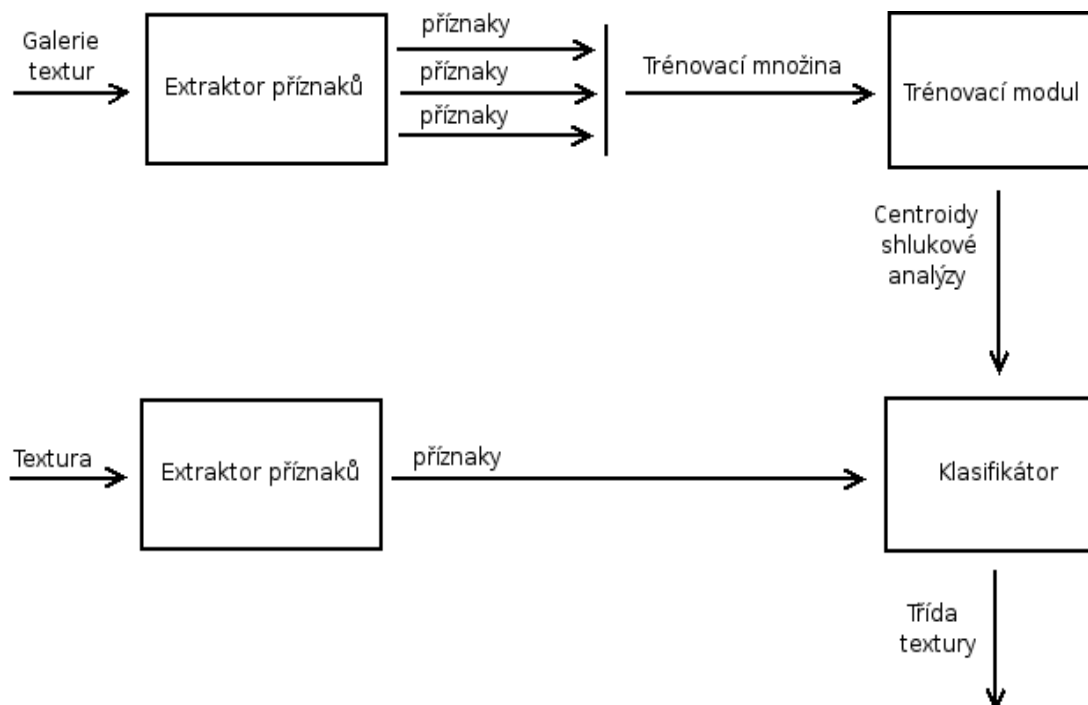 Galerie
textur
Extraktor příznaků
příznaky
příznaky
příznaky
Trénovací množina
Trénovací modul
Centroidy
shlukové
analýzy
Textura
Extraktor příznaků
příznaky
Klasifikátor
Třída
textury